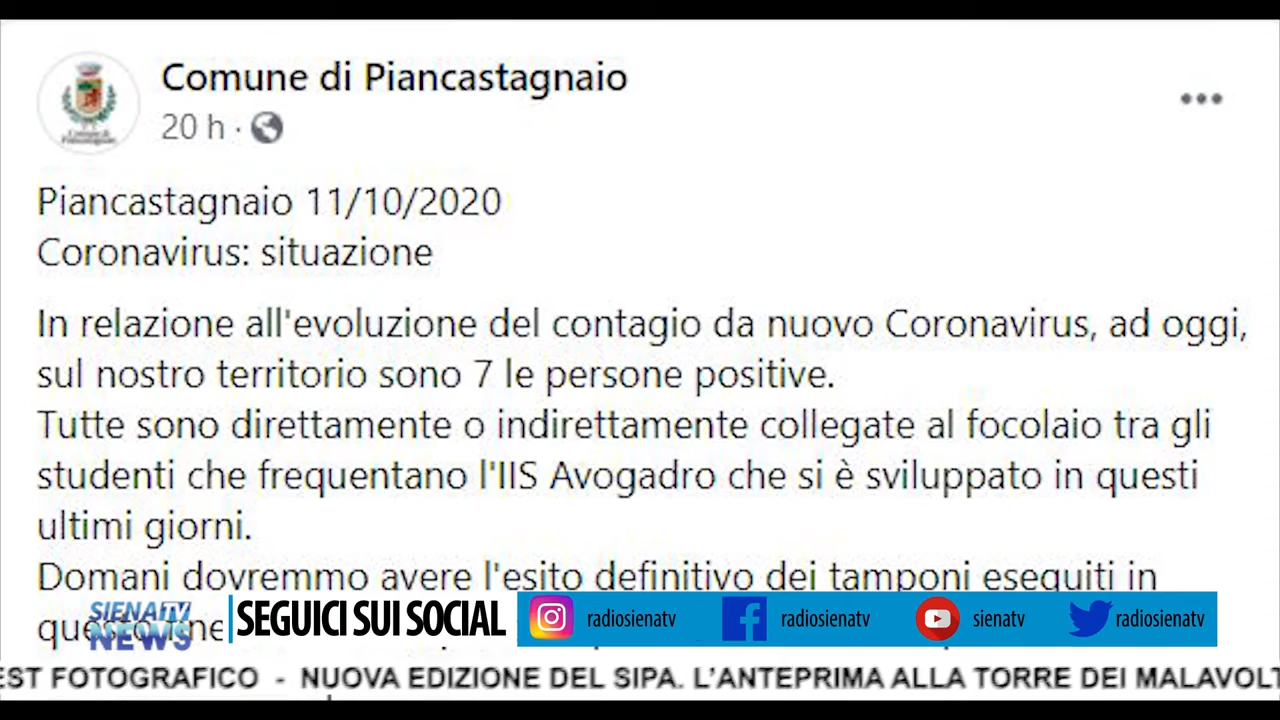 Comune di Piancastagnaio
20 h ·
Piancastagnaio 11/10/2020
Coronavirus: situazione
In relazione all'evoluzione del contagio da nuovo Coronavirus, ad oggi,
sul nostro territorio sono 7 le persone positive.
Tutte sono direttamente o indirettamente collegate al focolaio tra gli
studenti che frequentano l'IIS Avogadro che si è sviluppato in questi
ultimi giorni.
Domani dovremmo avere l'esito definitivo dei tamponi eseguiti in
SIENATV
NEWS
SEGUICI SUI SOCIAL
radiosienatv
radiosienatv
sienatv
radiosienatv
EST FOTOGRAFICO - NUOVA EDIZIONE DEL SIPA. L'ANTEPRIMA ALLA TORRE DEI MALAVOLT